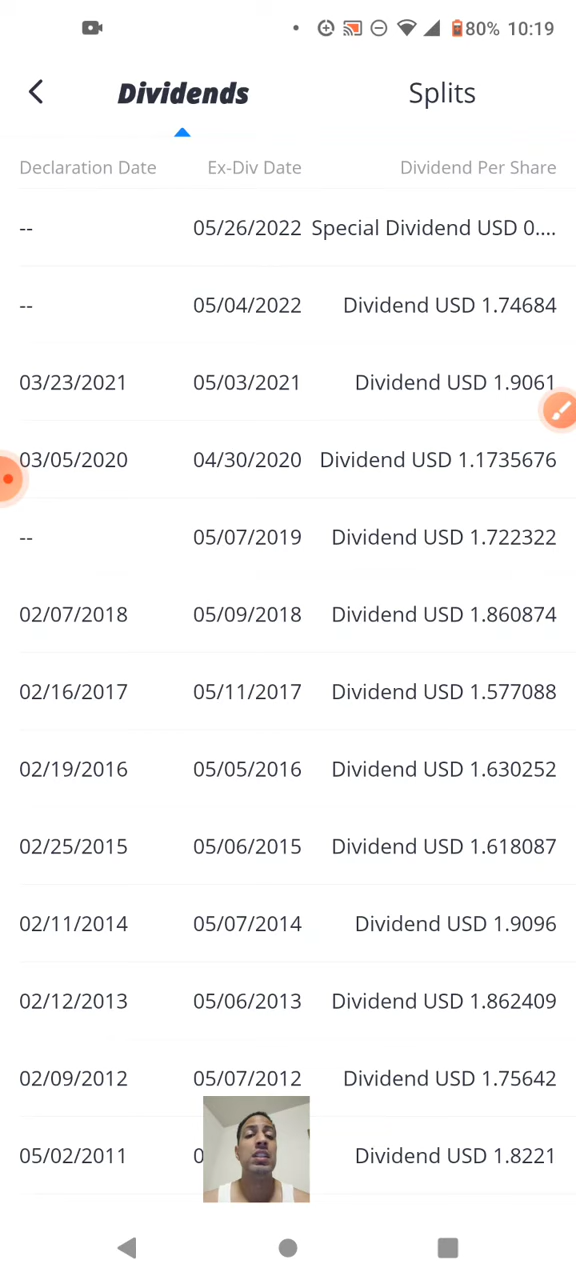 80% 10:19
Dividends Splits
Declaration Date Ex-Div Date Dividend Per Share
-- 05/26/2022 Special Dividend USD 0....
-- 05/04/2022 Dividend USD 1.74684
03/23/2021 05/03/2021 Dividend USD 1.9061
03/05/2020 04/30/2020 Dividend USD 1.1735676
-- 05/07/2019 Dividend USD 1.722322
02/07/2018 05/09/2018 Dividend USD 1.860874
02/16/2017 05/11/2017 Dividend USD 1.577088
02/19/2016 05/05/2016 Dividend USD 1.630252
02/25/2015 05/06/2015 Dividend USD 1.618087
02/11/2014 05/07/2014 Dividend USD 1.9096
02/12/2013 05/06/2013 Dividend USD 1.862409
02/09/2012 05/07/2012 Dividend USD 1.75642
05/02/2011 Dividend USD 1.8221